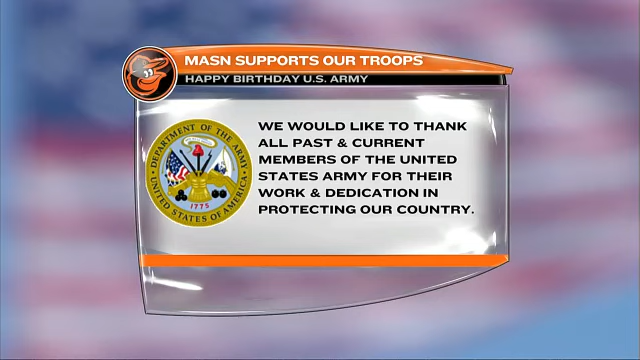 MASN SUPPORTS OUR TROOPS
HAPPY BIRTHDAY U.S. ARMY
WE WOULD LIKE TO THANK
ALL PAST & CURRENT
MEMBERS OF THE UNITED
STATES ARMY FOR THEIR
WORK & DEDICATION IN
PROTECTING OUR COUNTRY.
DEPARTMENT OF THE ARMY
UNITED STATES OF AMERICA
1775